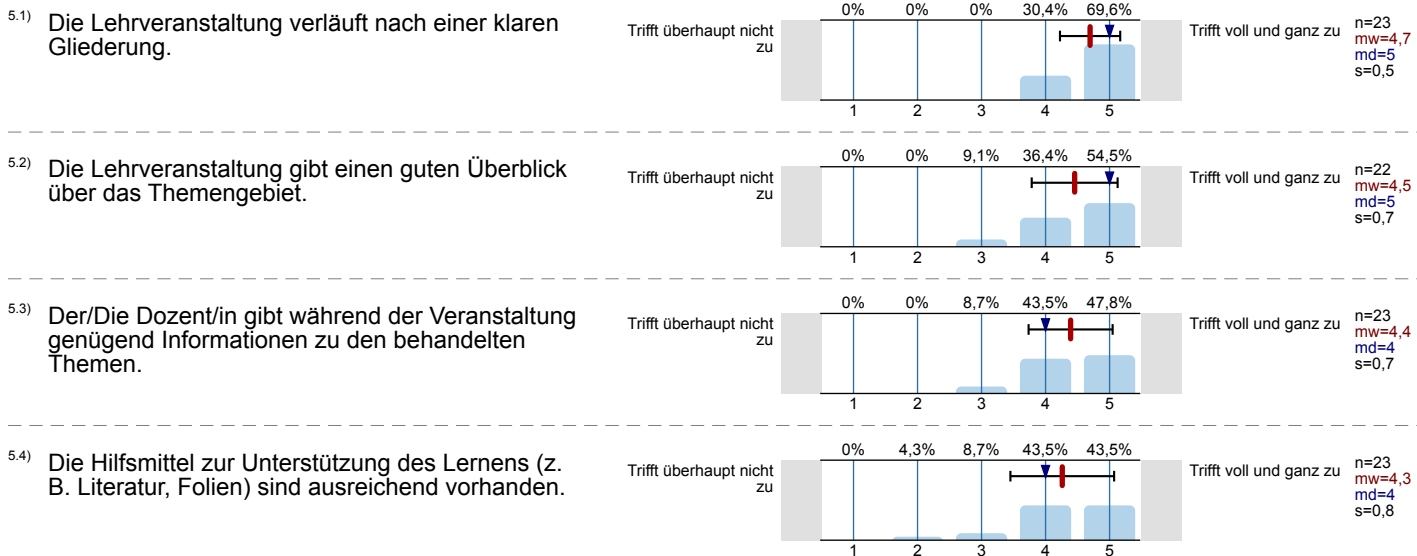 5.1) Die Lehrveranstaltung verläuft nach einer klaren
Gliederung.
Trifft überhaupt nicht
zu
0% 0% 0% 30,4% 69,6%
1 2 3 4 5
Trifft voll und ganz zu
n=23
mw=4,7
md=5
s=0,5
5.2) Die Lehrveranstaltung gibt einen guten Überblick
über das Themengebiet.
Trifft überhaupt nicht
zu
0% 0% 9,1% 36,4% 54,5%
1 2 3 4 5
Trifft voll und ganz zu
n=22
mw=4,5
md=5
s=0,7
5.3) Der/Die Dozent/in gibt während der Veranstaltung
genügend Informationen zu den behandelten
Themen.
Trifft überhaupt nicht
zu
0% 0% 8,7% 43,5% 47,8%
1 2 3 4 5
Trifft voll und ganz zu
n=23
mw=4,4
md=4
s=0,7
5.4) Die Hilfsmittel zur Unterstützung des Lernens (z.
B. Literatur, Folien) sind ausreichend vorhanden.
Trifft überhaupt nicht
zu
0% 4,3% 8,7% 43,5% 43,5%
1 2 3 4 5
Trifft voll und ganz zu
n=23
mw=4,3
md=4
s=0,8